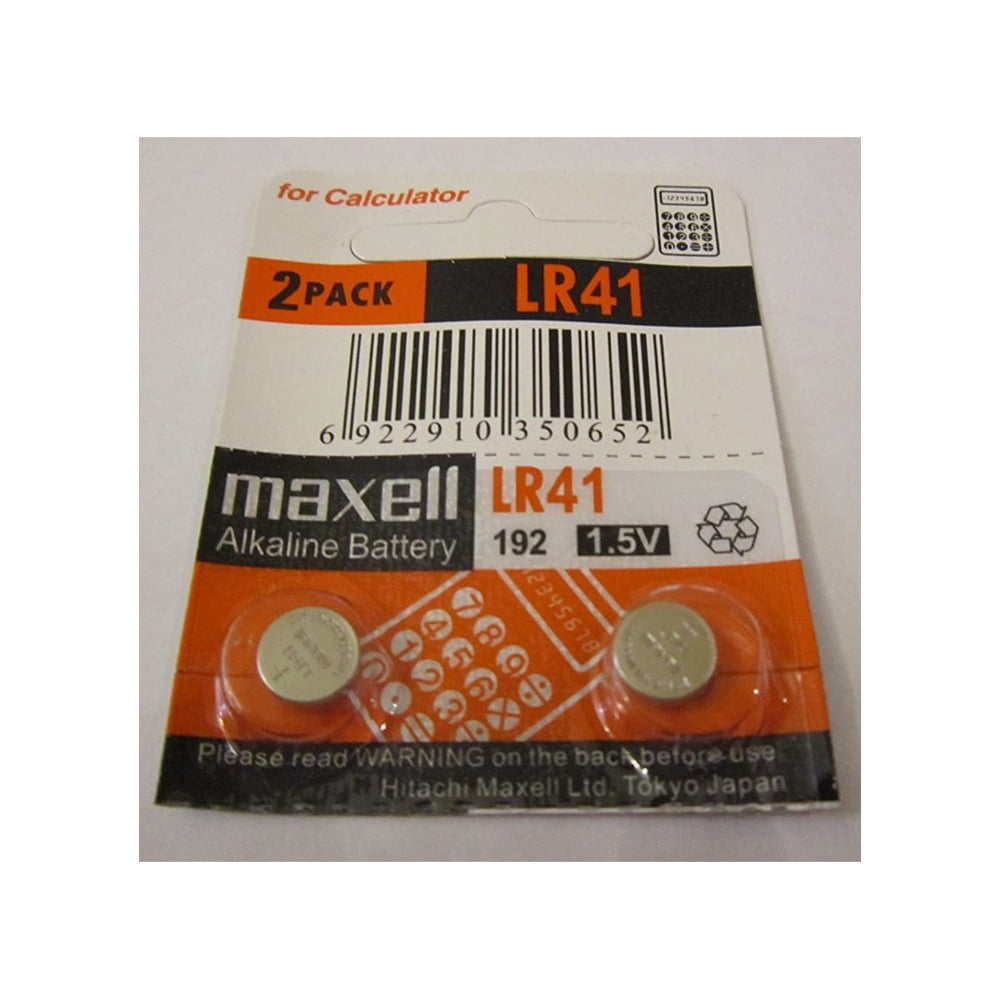 for Calculator
2PACK LR41
6 922910 350652
maxell LR41
Alkaline Battery 192 1.5V
Please read WARNING on the back before use.
Hitachi Maxell Ltd. Tokyo Japan